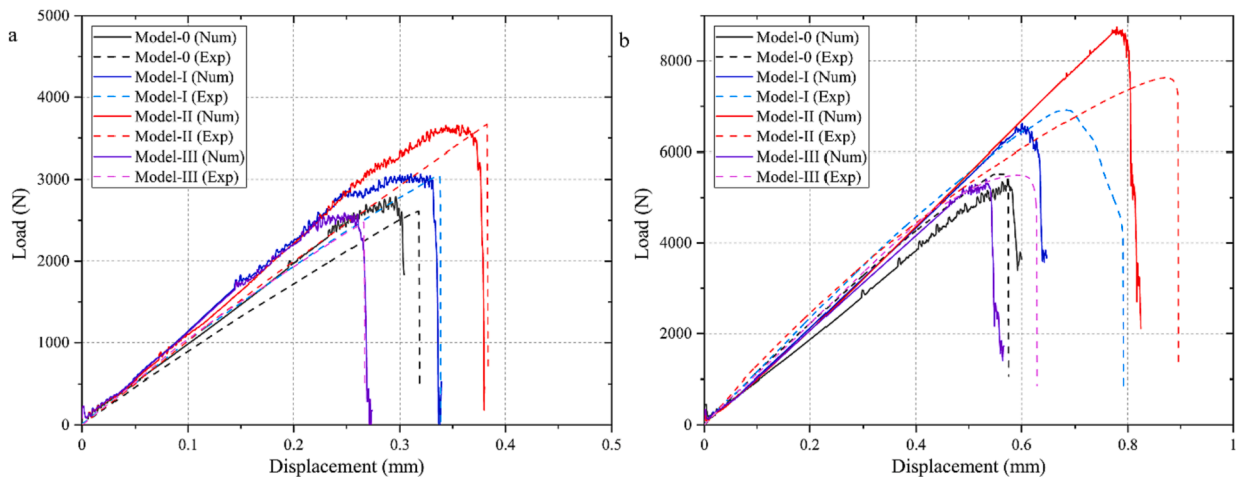 a
5000
4000
3000
2000
1000
0
Load (N)
Model-0 (Num)
Model-0 (Exp)
Model-I (Num)
Model-I (Exp)
Model-II (Num)
Model-II (Exp)
Model-III (Num)
Model-III (Exp)
0 0.1 0.2 0.3 0.4 0.5
Displacement (mm)
b
8000
6000
4000
2000
0
Load (N)
Model-0 (Num)
Model-0 (Exp)
Model-I (Num)
Model-I (Exp)
Model-II (Num)
Model-II (Exp)
Model-III (Num)
Model-III (Exp)
0 0.2 0.4 0.6 0.8 1
Displacement (mm)